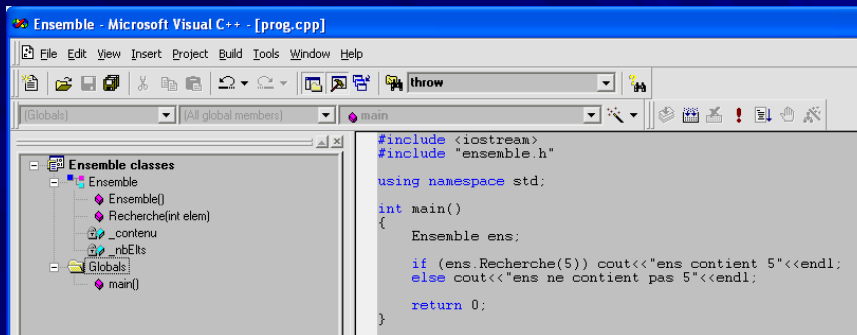 Ensemble - Microsoft Visual C++ - [prog.cpp]
File Edit View Insert Project Build Tools Window Help
throw
(Globals) (All global members) main
Ensemble classes
Ensemble
Ensemble()
Recherche(int elem)
_contenu
_nbElts
Globals
main()
#include <iostream>
#include "ensemble.h"
using namespace std;
int main()
{
Ensemble ens;
if (ens.Recherche(5)) cout<<"ens contient 5"<<endl;
else cout<<"ens ne contient pas 5"<<endl;
return 0;
}